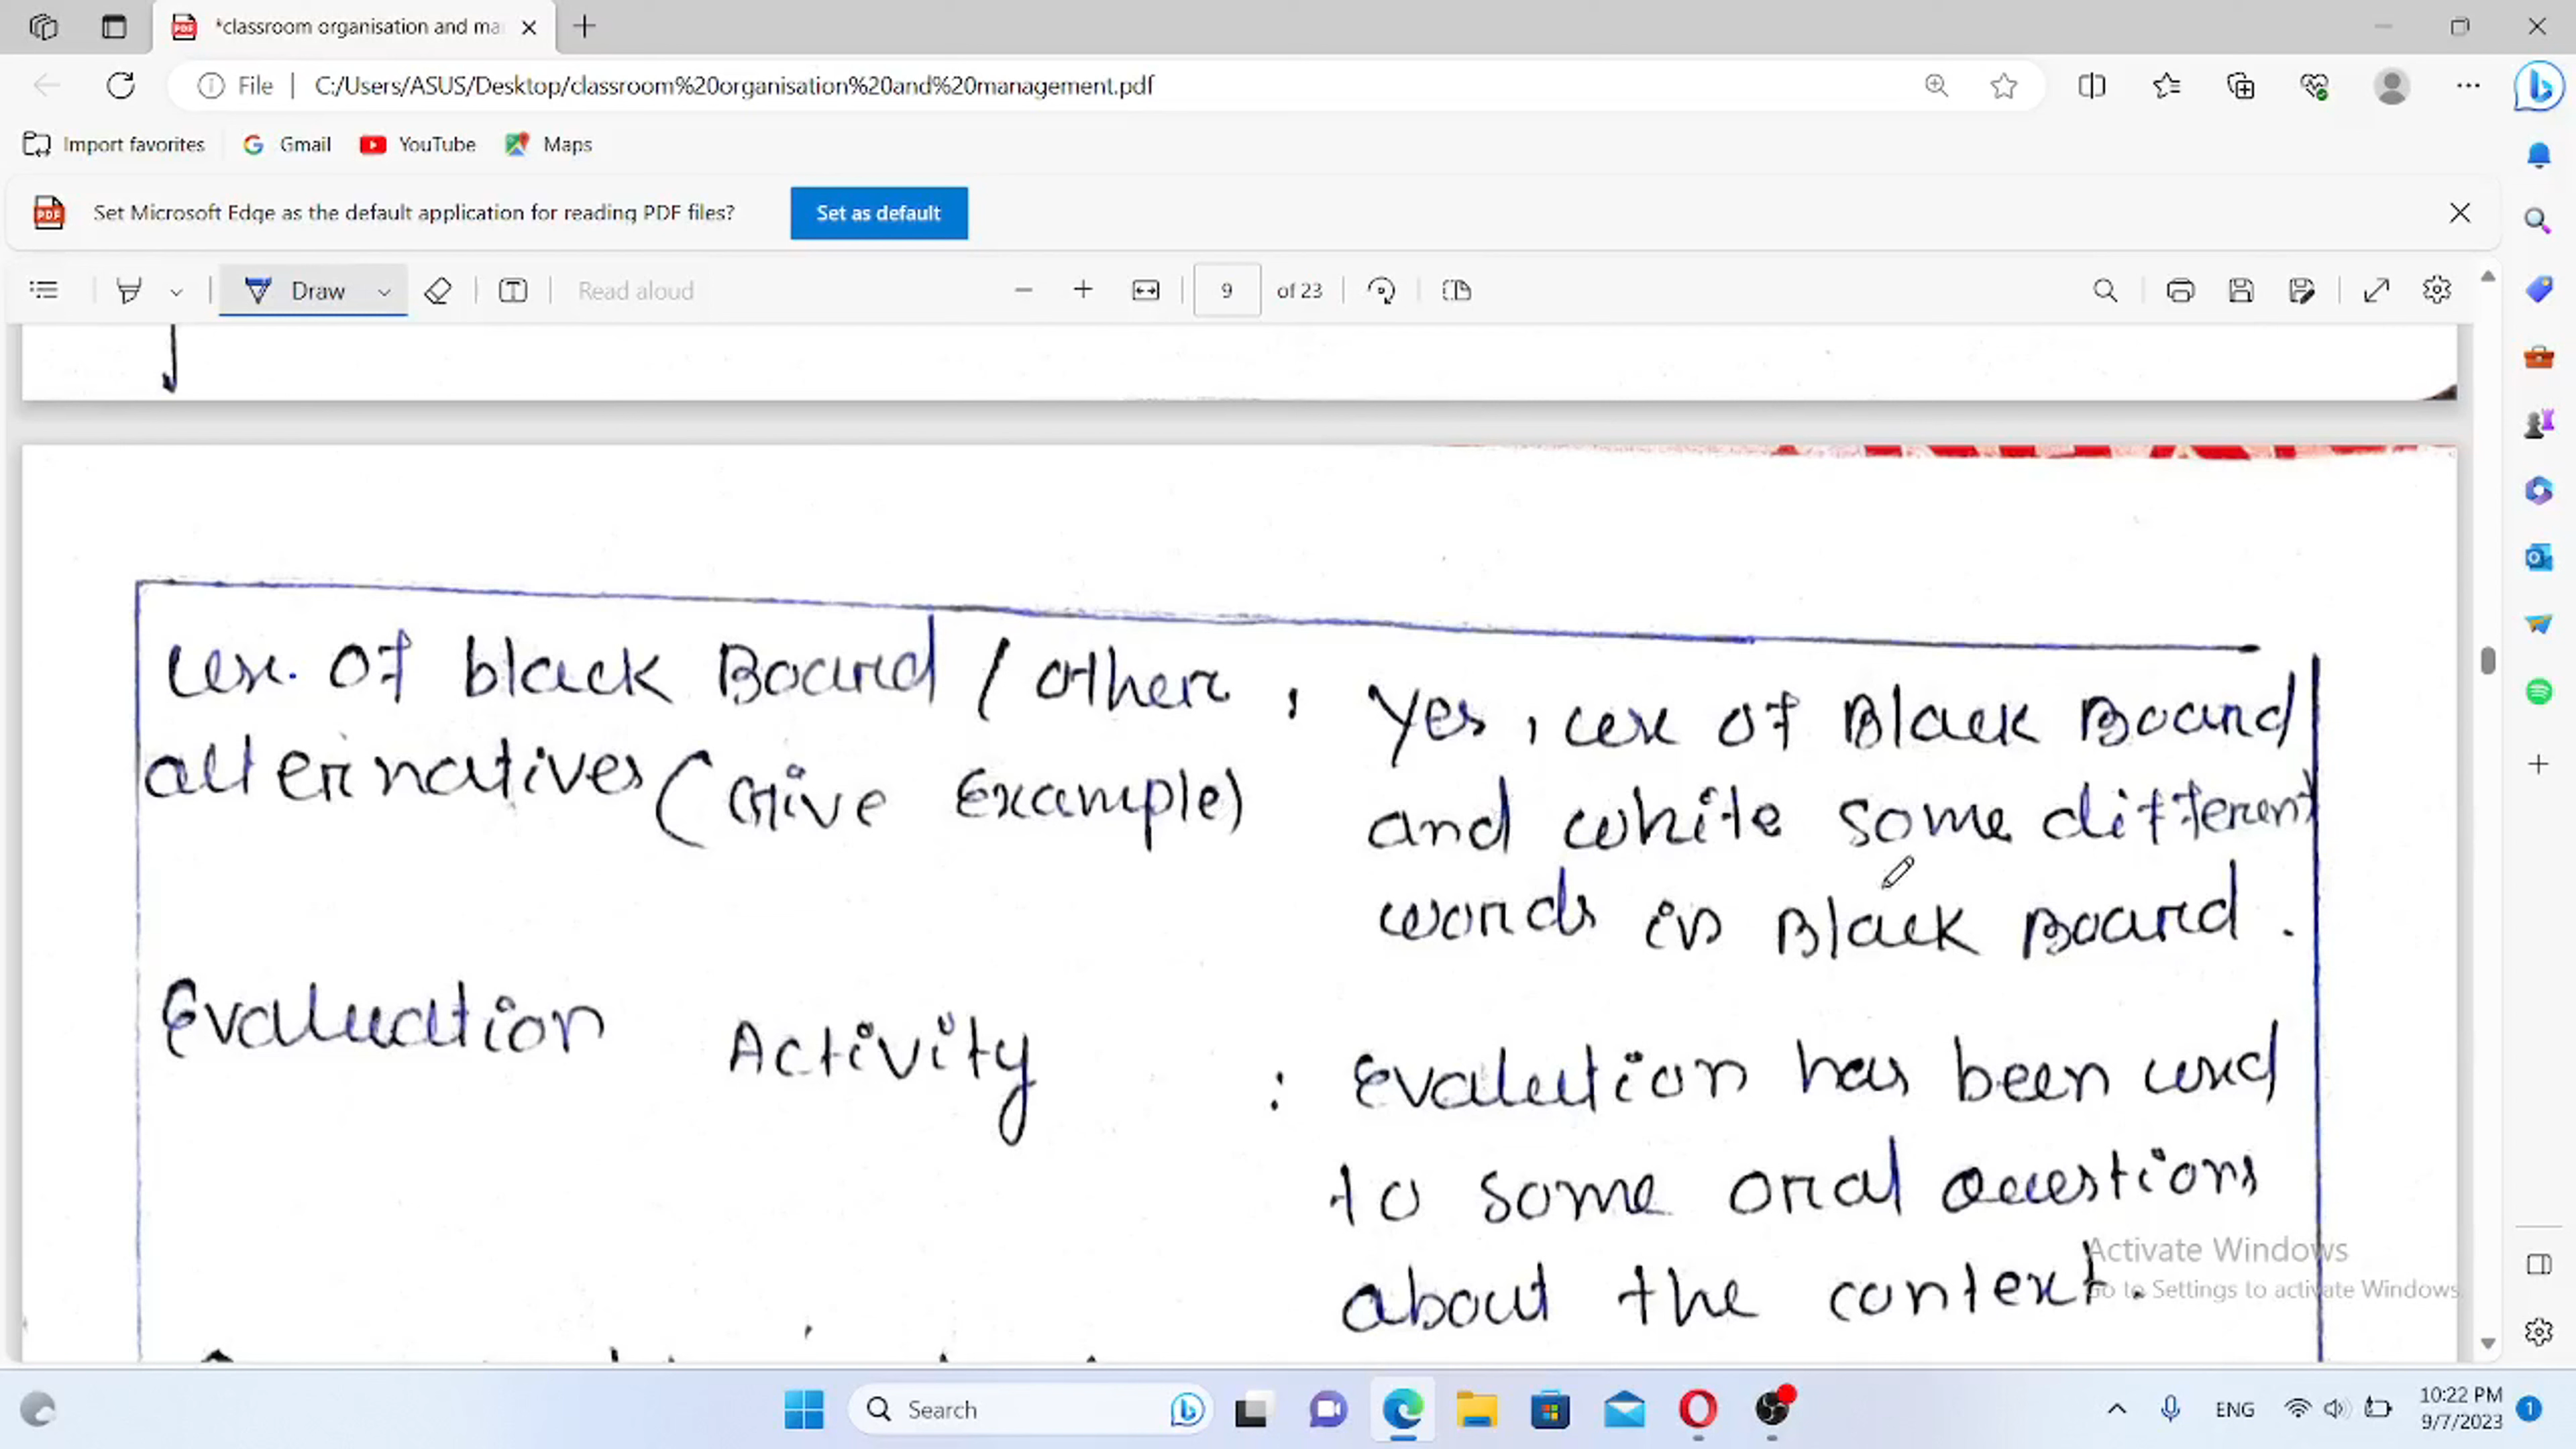 *classroom organisation and ma
File | C:/Users/ASUS/Desktop/classroom%20organisation%20and%20management.pdf
Import favorites Gmail YouTube Maps
Set Microsoft Edge as the default application for reading PDF files? Set as default
Draw Read aloud 9 of 23
use. Of black Board / other , Yes , use of Black Board
alternatives ( Give Example) and white some different
words in Black Board .
Evaluation Activity : Evalution has been used
to some oral Questions
about the context.
Activate Windows
Go to Settings to activate Windows.
Search
ENG
10:22 PM
9/7/2023
1